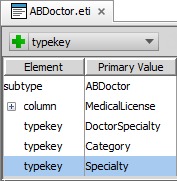 ABDoctor.eti
typekey
Element Primary Value
subtype ABDoctor
column MedicalLicense
typekey DoctorSpecialty
typekey Category
typekey Specialty